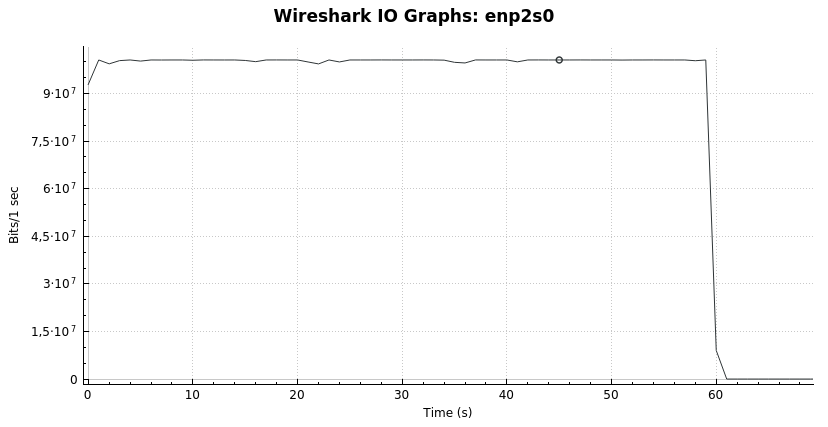 Wireshark IO Graphs: enp2s0
9·10⁷
7,5·10⁷
6·10⁷
4,5·10⁷
3·10⁷
1,5·10⁷
0
Bits/1 sec
0 10 20 30 40 50 60
Time (s)